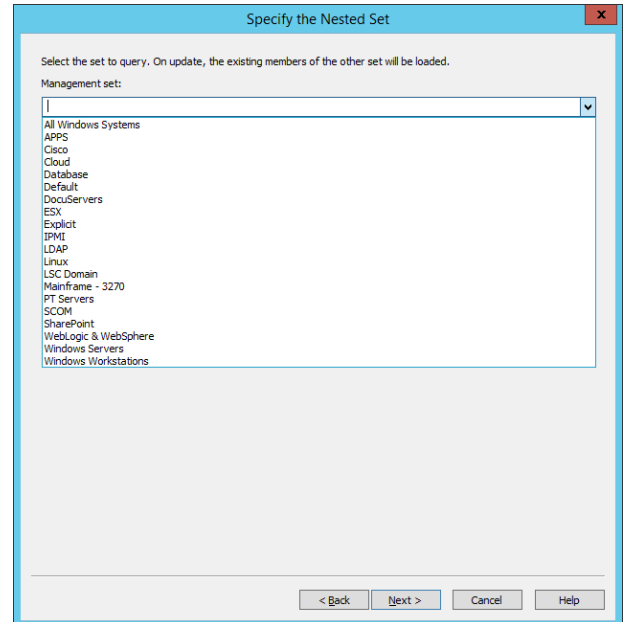 Specify the Nested Set
x
Select the set to query. On update, the existing members of the other set will be loaded.
Management set:
All Windows Systems
APPS
Cisco
Cloud
Database
Default
DocuServers
ESX
Explicit
IPMI
LDAP
Linux
LSC Domain
Mainframe - 3270
PT Servers
SCOM
SharePoint
WebLogic & WebSphere
Windows Servers
Windows Workstations
< Back Next > Cancel Help